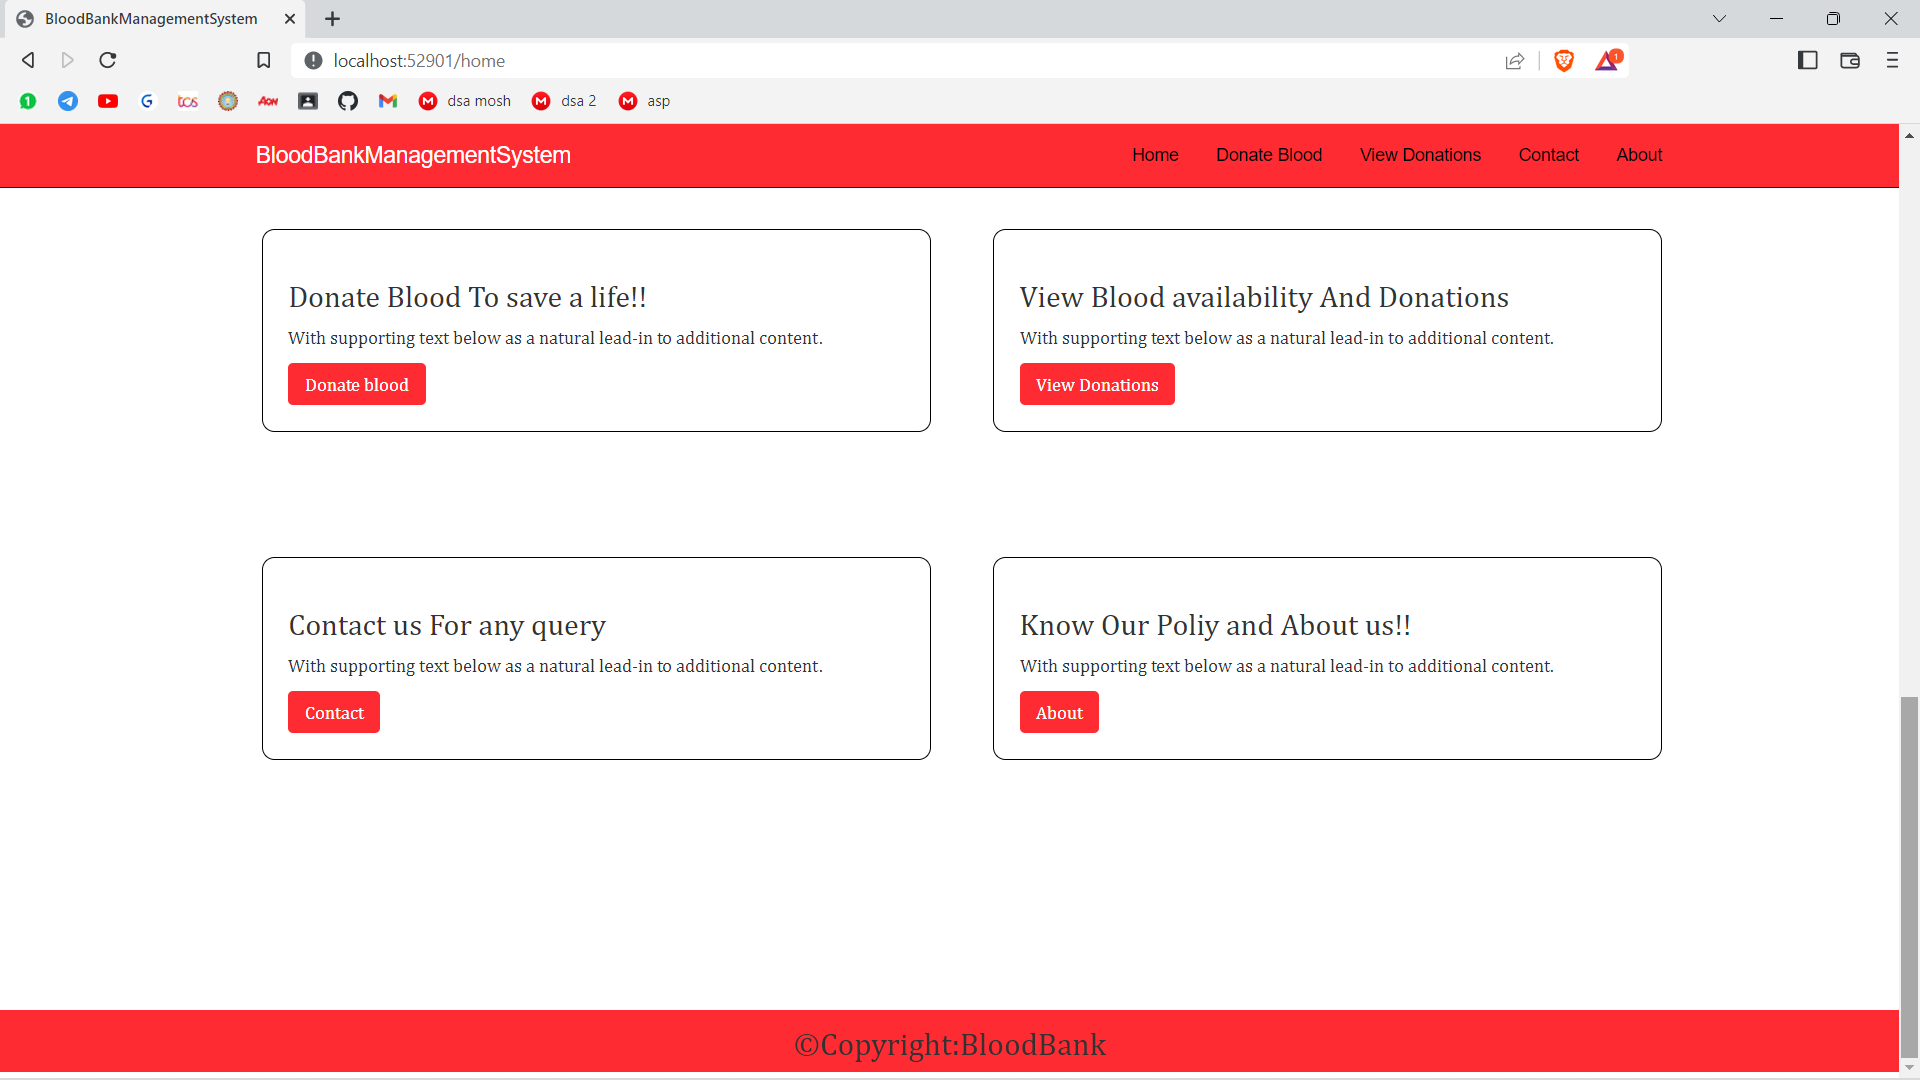 BloodBankManagementSystem
localhost:52901/home
1
1
tcs
AON
M dsa mosh
M dsa 2
M asp
BloodBankManagementSystem
Home Donate Blood View Donations Contact About
Donate Blood To save a life!!
With supporting text below as a natural lead-in to additional content.
Donate blood
View Blood availability And Donations
With supporting text below as a natural lead-in to additional content.
View Donations
Contact us For any query
With supporting text below as a natural lead-in to additional content.
Contact
Know Our Poliy and About us!!
With supporting text below as a natural lead-in to additional content.
About
©Copyright:BloodBank